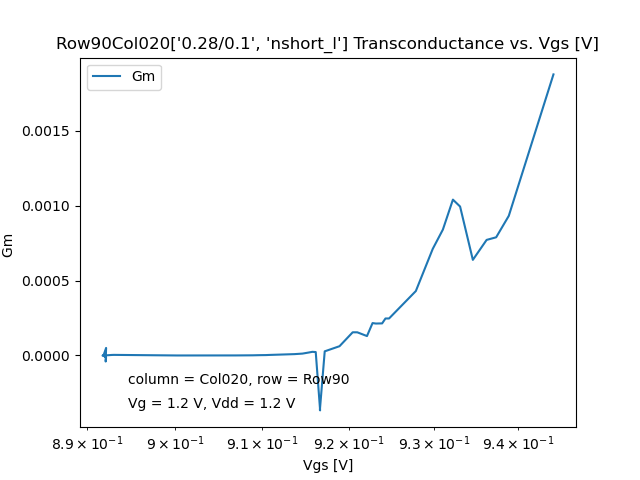 Row90Col020['0.28/0.1', 'nshort_l'] Transconductance vs. Vgs [V]
Gm
0.0015
0.0010
Gm
0.0005
0.0000
column = Col020, row = Row90
Vg = 1.2 V, Vdd = 1.2 V
8.9 × 10⁻¹ 9 × 10⁻¹ 9.1 × 10⁻¹ 9.2 × 10⁻¹ 9.3 × 10⁻¹ 9.4 × 10⁻¹
Vgs [V]